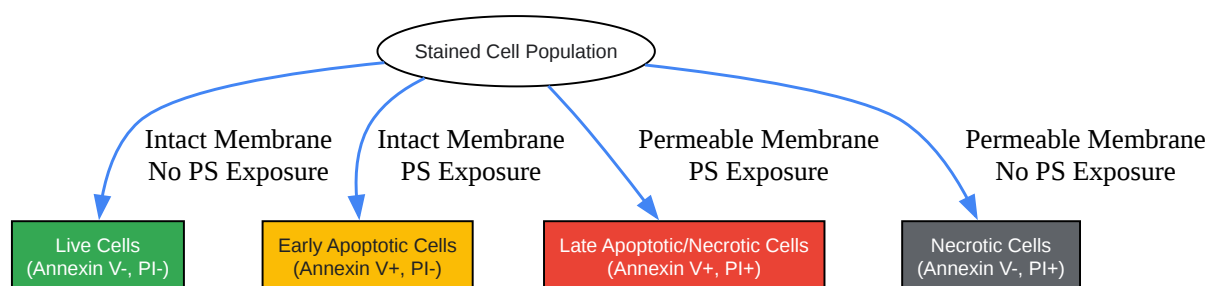 Stained Cell Population
Intact Membrane
No PS Exposure
Intact Membrane
PS Exposure
Permeable Membrane
PS Exposure
Permeable Membrane
No PS Exposure
Live Cells
(Annexin V-, PI-)
Early Apoptotic Cells
(Annexin V+, PI-)
Late Apoptotic/Necrotic Cells
(Annexin V+, PI+)
Necrotic Cells
(Annexin V-, PI+)